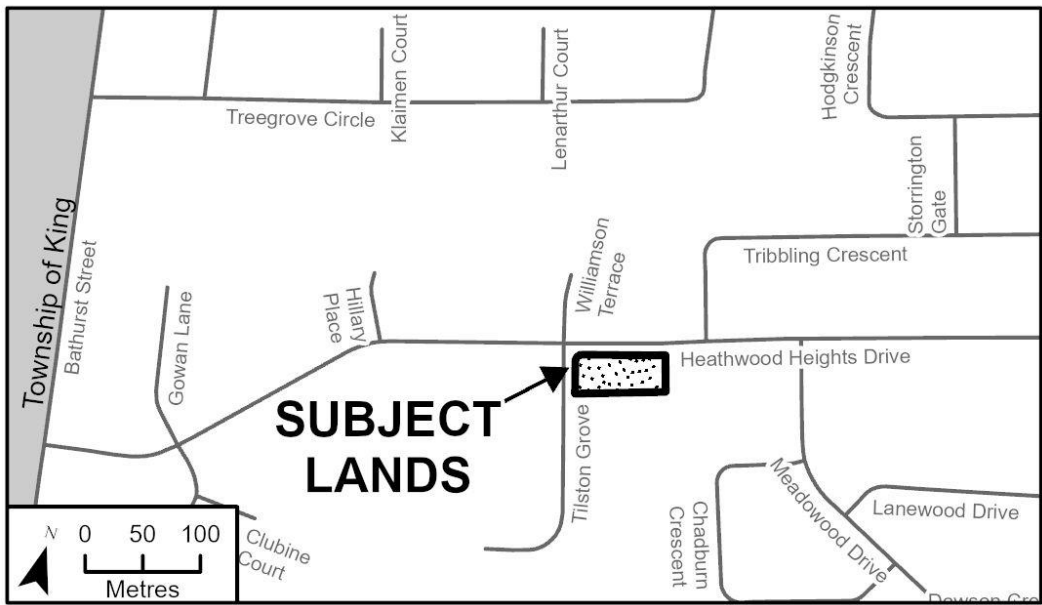 Klaimen Court
Lenarthur Court
Hodgkinson
Crescent
Treegrove Circle
Storrington
Gate
Township of King
Bathurst Street
Tribbling Crescent
Williamson
Terrace
Hillary
Place
Gowan Lane
Heathwood Heights Drive
SUBJECT
LANDS
Tilston Grove
Meadowood Drive
Lanewood Drive
Chadburn
Crescent
Clubine
Court
N
0 50 100
Metres